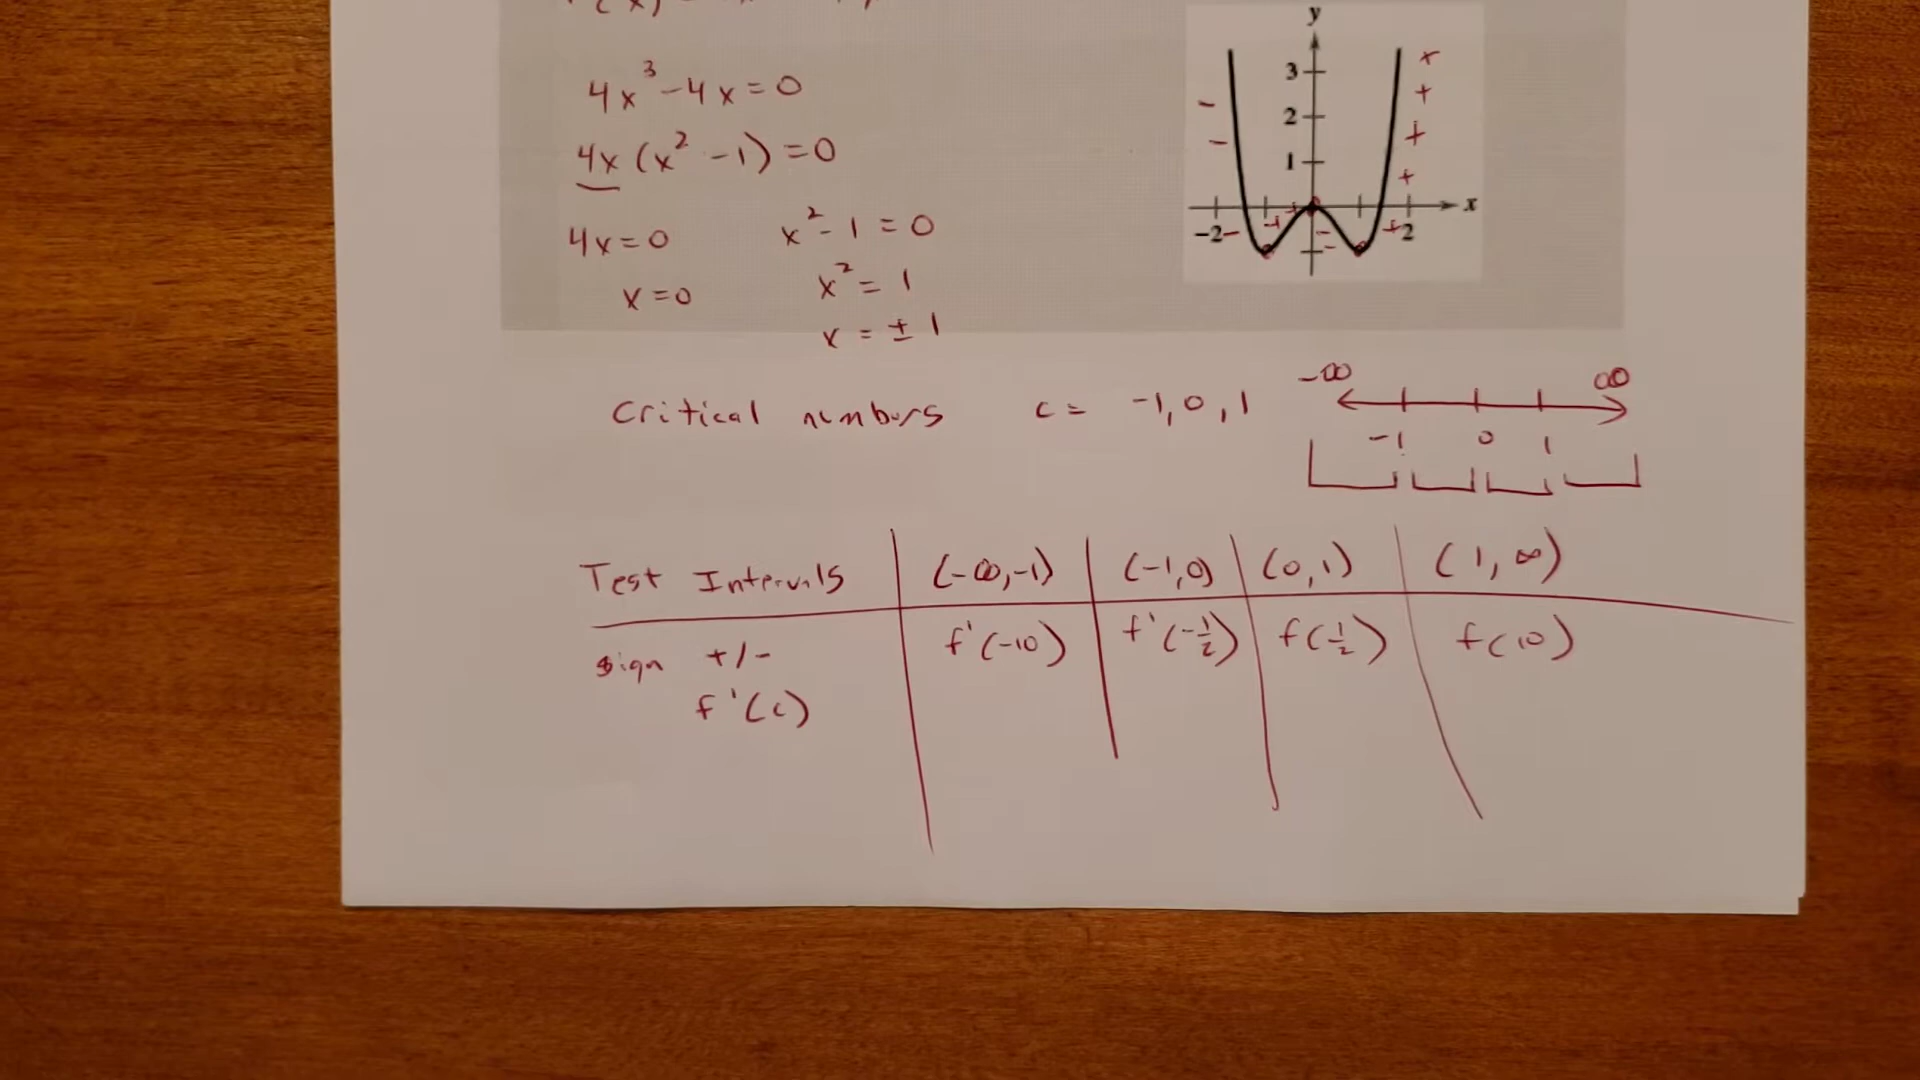 4x³ - 4x = 0
4x (x² - 1) = 0
4x = 0 x² - 1 = 0
x = 0 x² = 1
x = ± 1
y
3
2
1
-2 2 x
- - - + + + + + +
Critical numbers c = -1, 0, 1
-∞ ∞
-1 0 1
Test Intervals (-∞, -1) (-1, 0) (0, 1) (1, ∞)
sign +/- f'(-10) f'(-½) f(½) f(10)
f'(c)